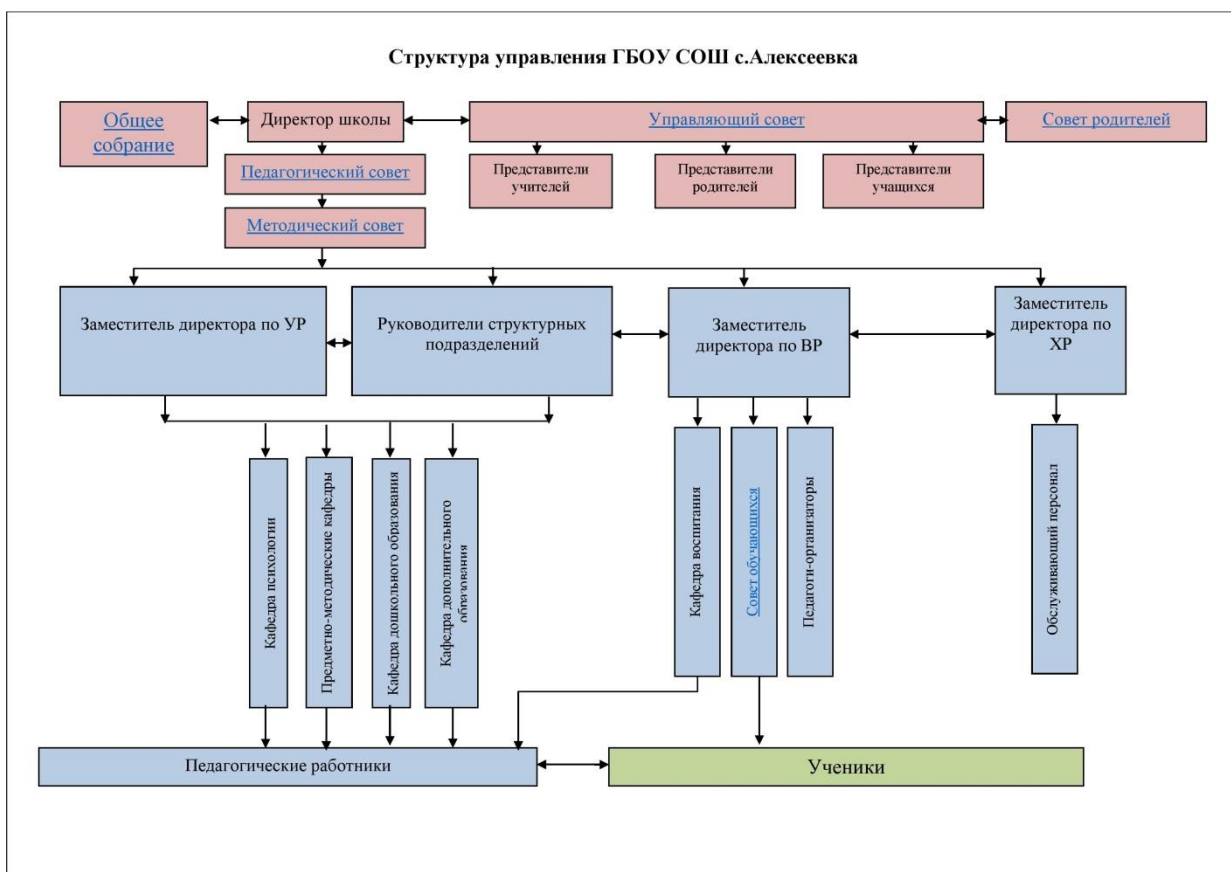 Структура управления ГБОУ СОШ с.Алексеевка
Общее
собрание
Директор школы
Управляющий совет
Совет родителей
Педагогический совет
Представители
учителей
Представители
родителей
Представители
учащихся
Методический совет
Заместитель директора по УР
Руководители структурных
подразделений
Заместитель
директора по ВР
Заместитель
директора по
ХР
Кафедра психологии
Предметно-методические кафедры
Кафедра дошкольного образования
Кафедра дополнительного
образования
Кафедра воспитания
Совет обучающихся
Педагоги-организаторы
Обслуживающий персонал
Педагогические работники
Ученики